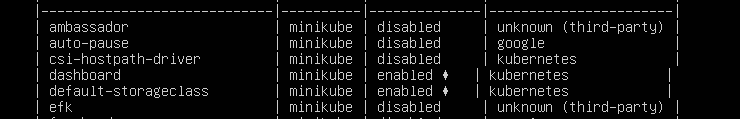 |-----------------------------|----------|--------------|-----------------------|
| ambassador | minikube | disabled | unknown (third-party) |
| auto-pause | minikube | disabled | google |
| csi-hostpath-driver | minikube | disabled | kubernetes |
| dashboard | minikube | enabled ♦ | kubernetes |
| default-storageclass | minikube | enabled ♦ | kubernetes |
| efk | minikube | disabled | unknown (third-party) |